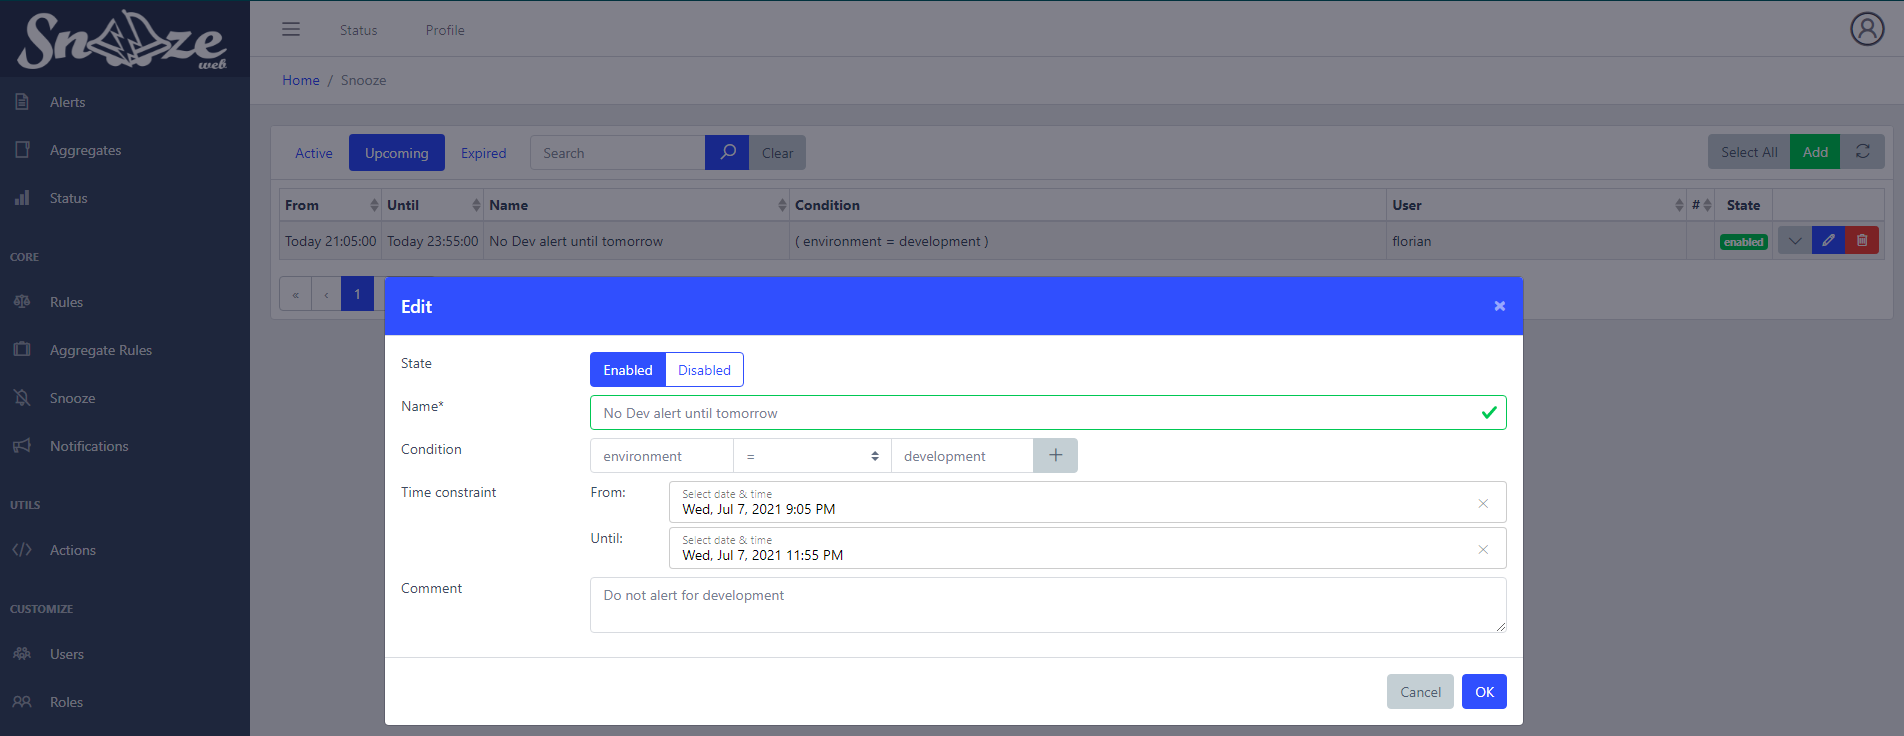 Snooze
web
Status
Profile
Home / Snooze
Alerts
Aggregates
Status
CORE
Rules
Aggregate Rules
Snooze
Notifications
UTILS
Actions
CUSTOMIZE
Users
Roles
Active
Upcoming
Expired
Search
Clear
Select All
Add
From Until Name Condition User # State
Today 21:05:00 Today 23:55:00 No Dev alert until tomorrow ( environment = development ) florian enabled
« ‹ 1
Edit ×
State Enabled Disabled
Name* No Dev alert until tomorrow
Condition environment = development +
Time constraint From: Select date & time
Wed, Jul 7, 2021 9:05 PM
Until: Select date & time
Wed, Jul 7, 2021 11:55 PM
Comment Do not alert for development
Cancel OK